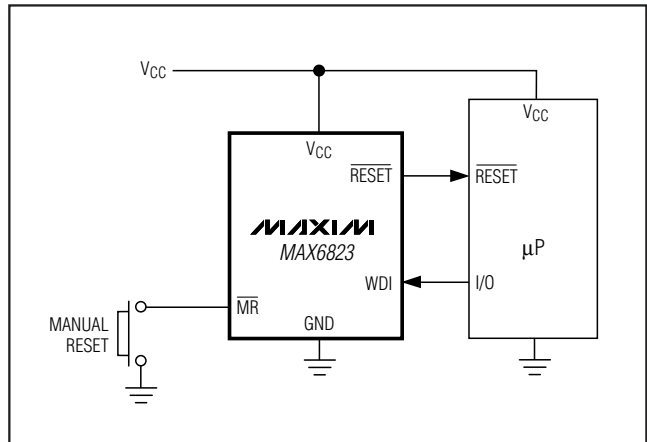 VCC
VCC
VCC
RESET
RESET
MAXIM
MAX6823
µP
WDI
I/O
MR
MANUAL
RESET
GND